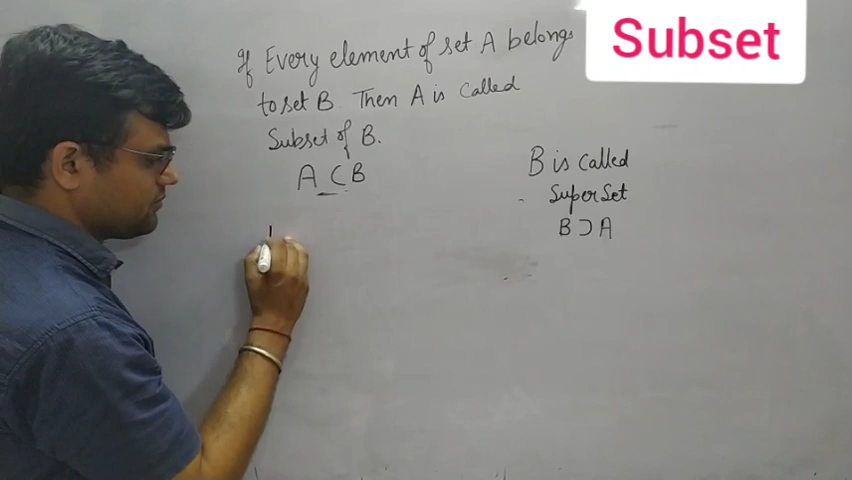 Subset
If Every element of set A belongs
to set B. Then A is called
Subset of B.
A ⊂ B
B is called
SuperSet
B ⊃ A